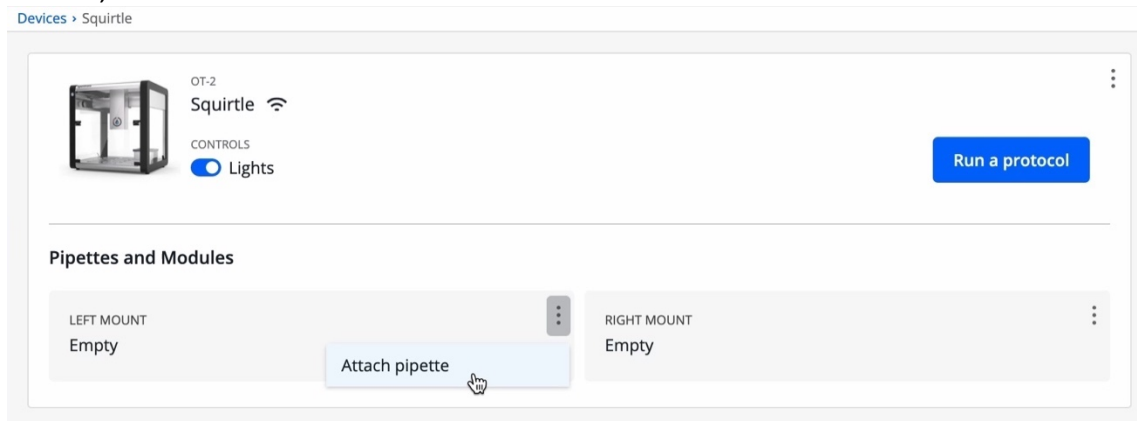 Devices › Squirtle
OT-2
Squirtle
CONTROLS
Lights
Run a protocol
Pipettes and Modules
LEFT MOUNT
Empty
Attach pipette
RIGHT MOUNT
Empty